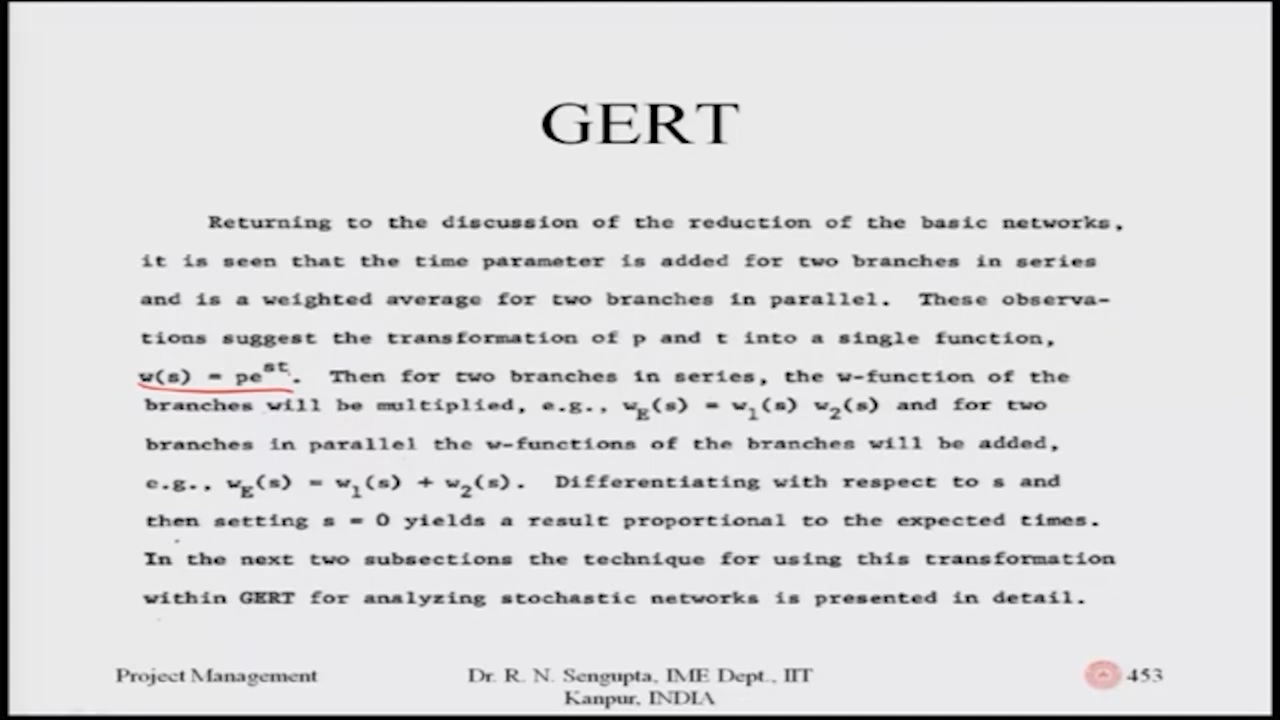 GERT
Returning to the discussion of the reduction of the basic networks,
it is seen that the time parameter is added for two branches in series
and is a weighted average for two branches in parallel. These observa-
tions suggest the transformation of p and t into a single function,
w(s) = pe^st. Then for two branches in series, the w-function of the
branches will be multiplied, e.g., w_E(s) = w_1(s) w_2(s) and for two
branches in parallel the w-functions of the branches will be added,
e.g., w_E(s) = w_1(s) + w_2(s). Differentiating with respect to s and
then setting s = 0 yields a result proportional to the expected times.
In the next two subsections the technique for using this transformation
within GERT for analyzing stochastic networks is presented in detail.
Project Management
Dr. R. N. Sengupta, IME Dept., IIT
Kanpur, INDIA
453